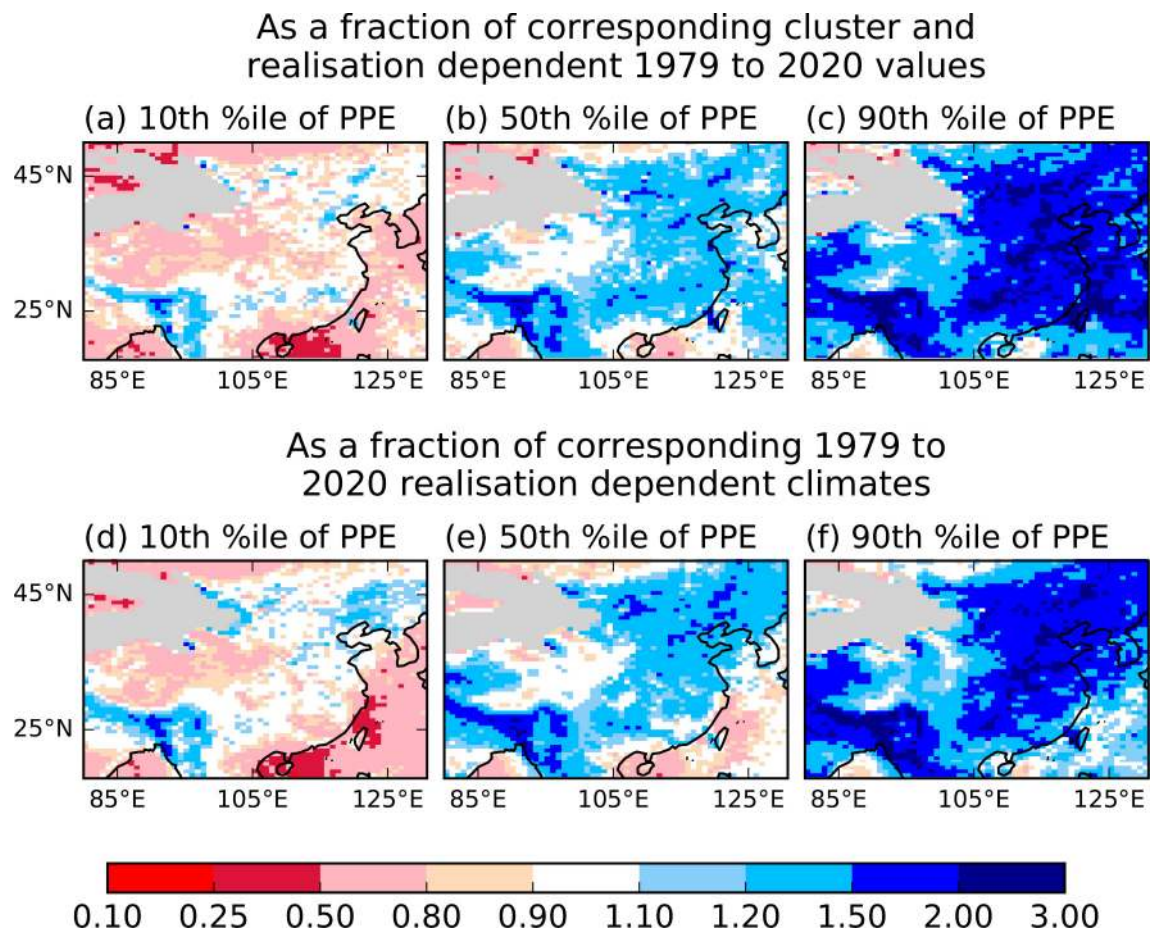 As a fraction of corresponding cluster and
realisation dependent 1979 to 2020 values
(a) 10th %ile of PPE
(b) 50th %ile of PPE
(c) 90th %ile of PPE
45°N
25°N
85°E 105°E 125°E
85°E 105°E 125°E
85°E 105°E 125°E
As a fraction of corresponding 1979 to
2020 realisation dependent climates
(d) 10th %ile of PPE
(e) 50th %ile of PPE
(f) 90th %ile of PPE
45°N
25°N
85°E 105°E 125°E
85°E 105°E 125°E
85°E 105°E 125°E
0.10 0.25 0.50 0.80 0.90 1.10 1.20 1.50 2.00 3.00